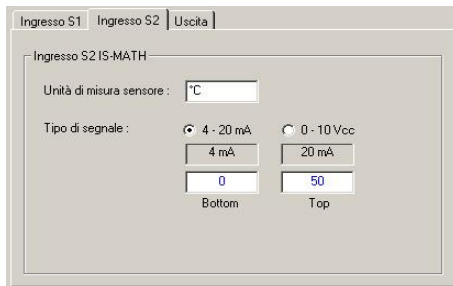 Ingresso S1 Ingresso S2 Uscita
Ingresso S2 IS-MATH
Unità di misura sensore : °C
Tipo di segnale : 4 - 20 mA 0 - 10 Vcc
4 mA 20 mA
0 50
Bottom Top